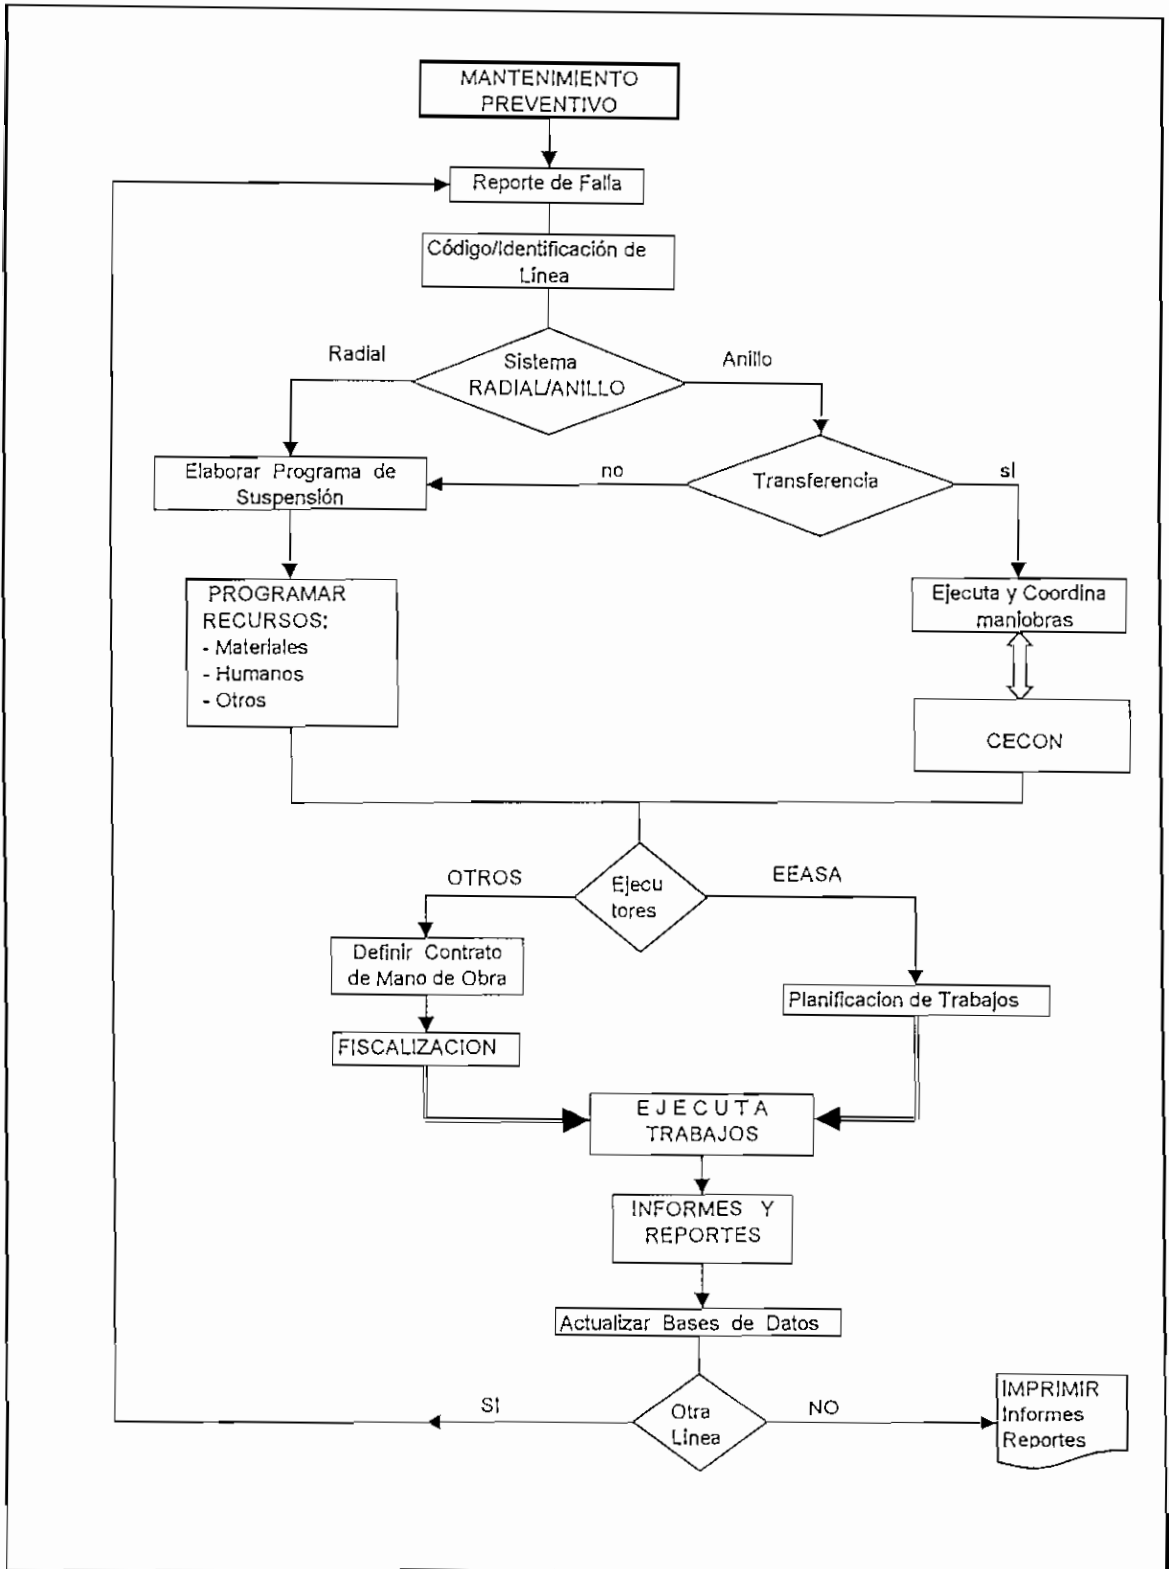 MANTENIMIENTO
PREVENTIVO
Reporte de Falla
Código/Identificación de
Línea
Radial
Sistema
RADIAL/ANILLO
Anillo
Elaborar Programa de
Suspensión
no
Transferencia
sI
PROGRAMAR
RECURSOS:
- Materiales
- Humanos
- Otros
Ejecuta y Coordina
maniobras
CECON
OTROS
Ejecu
tores
EEASA
Definir Contrato
de Mano de Obra
Planificacion de Trabajos
FISCALIZACION
EJECUTA
TRABAJOS
INFORMES Y
REPORTES
Actualizar Bases de Datos
SI
Otra
Línea
NO
IMPRIMIR
Informes
Reportes